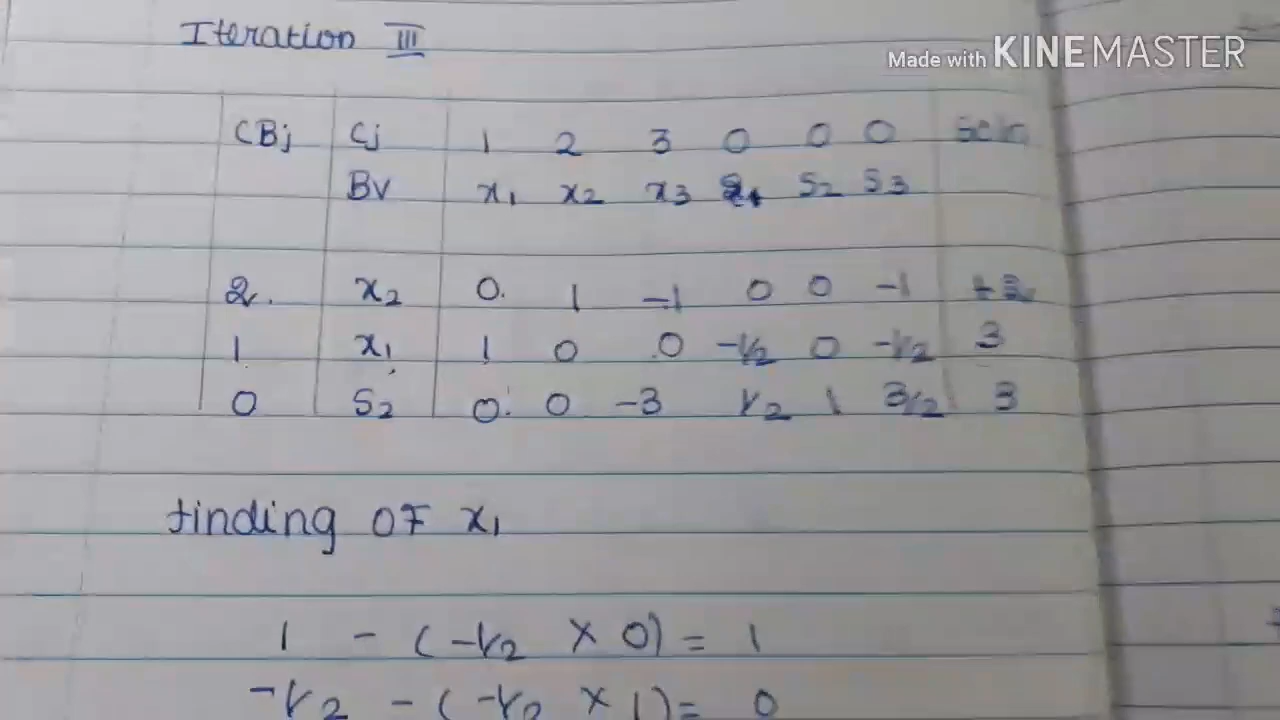 Iteration III
Made with KINEMASTER
CBj Cj 1 2 3 0 0 0 Soln
BV x1 x2 x3 S1 S2 S3
2. x2 0. 1 -1 0 0 -1
1 x1 1 0 0 -1/2 0 -1/2 3
0 S2 0. 0 -3 1/2 1 3/2 3
finding OF x1
1 - (-1/2 × 0) = 1
-1/2 - (-1/2 × 1) = 0